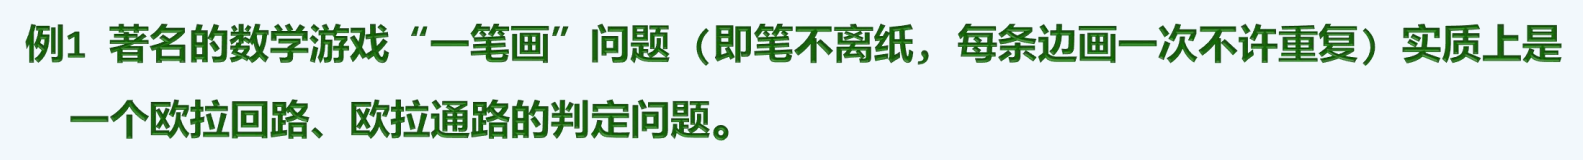 例1 著名的数学游戏“一笔画”问题（即笔不离纸，每条边画一次不许重复）实质上是
一个欧拉回路、欧拉通路的判定问题。